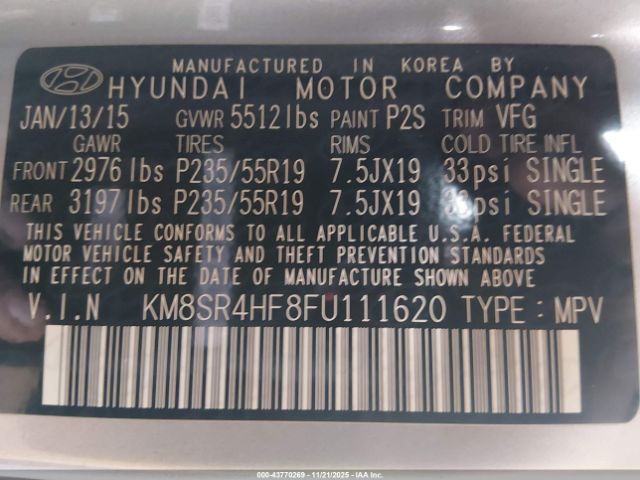 MANUFACTURED IN KOREA BY
HYUNDAI MOTOR COMPANY
JAN/13/15 GVWR 5512lbs PAINT P2S TRIM VFG
GAWR TIRES RIMS COLD TIRE INFL
FRONT 2976lbs P235/55R19 7.5JX19 33psi SINGLE
REAR 3197lbs P235/55R19 7.5JX19 psi SINGLE
THIS VEHICLE CONFORMS TO ALL APPLICABLE U.S.A. FEDERAL
MOTOR VEHICLE SAFETY AND THEFT PREVENTION STANDARDS
IN EFFECT ON THE DATE OF MANUFACTURE SHOWN ABOVE
V.I.N KM8SR4HF8FU111620 TYPE: MPV
000-43770269 - 11/21/2025 - IAA Inc.